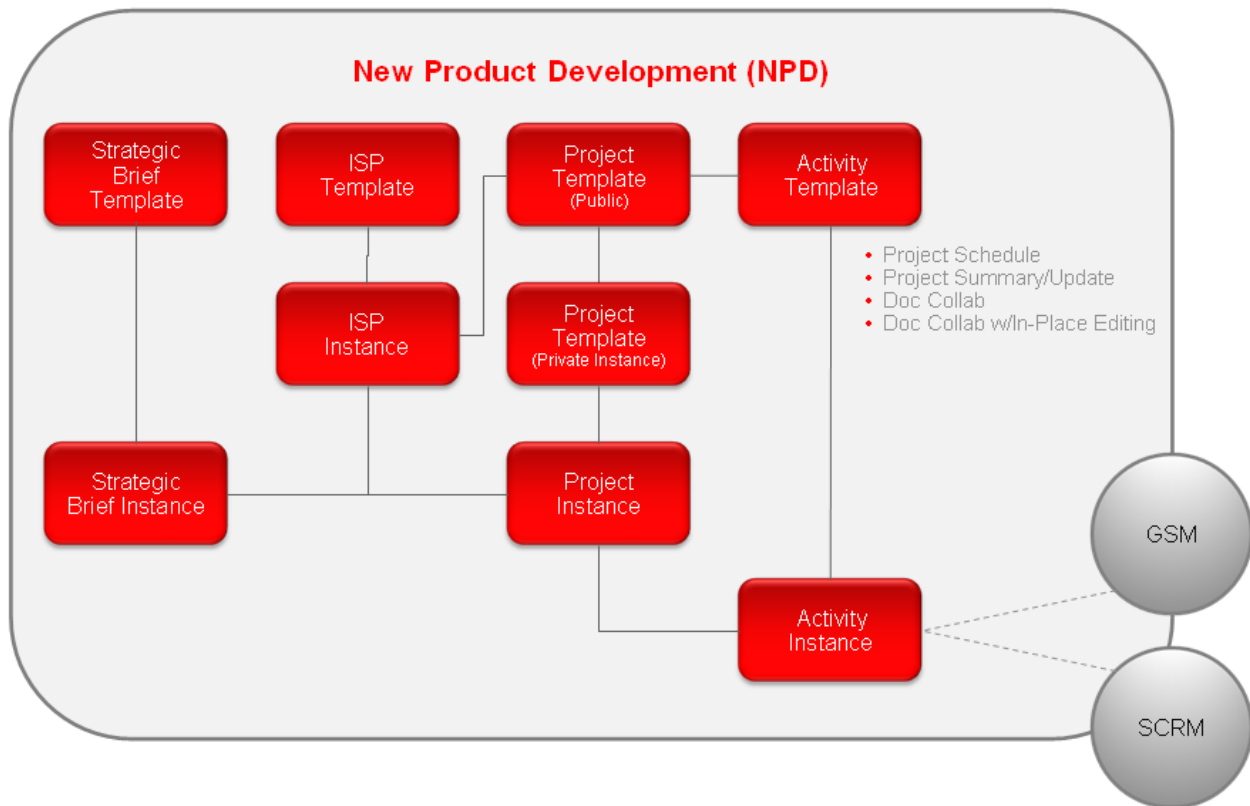 New Product Development (NPD)
Strategic
Brief
Template
ISP
Template
Project
Template
(Public)
Activity
Template
• Project Schedule
• Project Summary/Update
• Doc Collab
• Doc Collab w/In-Place Editing
ISP
Instance
Project
Template
(Private Instance)
Strategic
Brief Instance
Project
Instance
GSM
Activity
Instance
SCRM